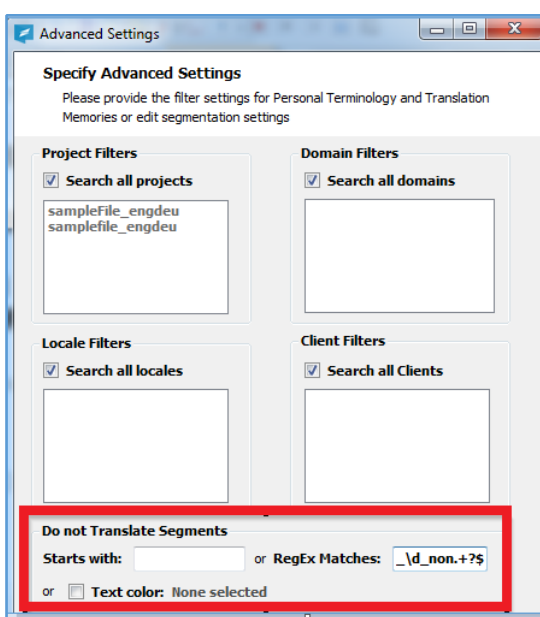 Advanced Settings
Specify Advanced Settings
Please provide the filter settings for Personal Terminology and Translation
Memories or edit segmentation settings
Project Filters
Search all projects
sampleFile_engdeu
samplefile_engdeu
Domain Filters
Search all domains
Locale Filters
Search all locales
Client Filters
Search all Clients
Do not Translate Segments
Starts with: or RegEx Matches: _\d_non.+?$
or Text color: None selected